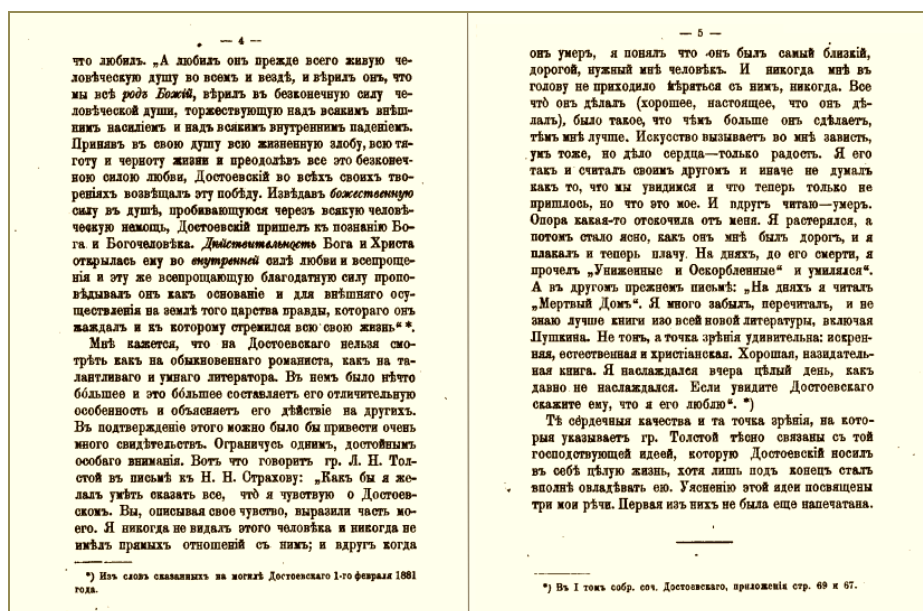 — 4 —
что любилъ. „А любилъ онъ прежде всего живую че-
ловѣческую душу во всемъ и вездѣ, и вѣрилъ онъ, что
мы всѣ родъ Божій, вѣрилъ въ безконечную силу че-
ловѣческой души, торжествующую надъ всякимъ внѣш-
нимъ насиліемъ и надъ всякимъ внутреннимъ паденіемъ.
Принявъ въ свою душу всю жизненную злобу, всю тя-
готу и черноту жизни и преодолѣвъ все это безконеч-
ною силою любви, Достоевскій во всѣхъ своихъ тво-
реніяхъ возвѣщалъ эту побѣду. Извѣдавъ божественную
силу въ душѣ, пробивающуюся черезъ всякую человѣ-
ческую немощь, Достоевскій пришелъ къ познанію Бо-
га и Богочеловѣка. Дѣйствительность Бога и Христа
открылась ему во внутренней силѣ любви и всепроще-
нія и эту же всепрощающую благодатную силу пропо-
вѣдывалъ онъ какъ основаніе и для внѣшняго осу-
ществленія на землѣ того царства правды, котораго онъ
жаждалъ и къ которому стремился всю свою жизнь“ *.
Мнѣ кажется, что на Достоевскаго нельзя смо-
трѣть какъ на обыкновеннаго романиста, какъ на та-
лантливаго и умнаго литератора. Въ немъ было нѣчто
бо́льшее и это бо́льшее составляетъ его отличительную
особенность и объясняетъ его дѣйствіе на другихъ.
Въ подтвержденіе этого можно было бы привести очень
много свидѣтельствъ. Ограничусь однимъ, достойнымъ
особаго вниманія. Вотъ что говоритъ гр. Л. Н. Тол-
стой въ письмѣ къ Н. Н. Страхову: „Какъ бы я же-
лалъ умѣть сказать все, что́ я чувствую о Достоев-
скомъ. Вы, описывая свое чувство, выразили часть мо-
его. Я никогда не видалъ этого человѣка и никогда не
имѣлъ прямыхъ отношеній съ нимъ; и вдругъ когда
*) Изъ словъ сказанныхъ на могилѣ Достоевскаго 1-го февраля 1881
года.
— 5 —
онъ умеръ, я понялъ что онъ былъ самый близкій,
дорогой, нужный мнѣ человѣкъ. И никогда мнѣ въ
голову не приходило мѣряться съ нимъ, никогда. Все
что́ онъ дѣлалъ (хорошее, настоящее, что онъ дѣ-
лалъ), было такое, что чѣмъ больше онъ сдѣлаетъ,
тѣмъ мнѣ лучше. Искусство вызываетъ во мнѣ зависть,
умъ тоже, но дѣло сердца—только радость. Я его
такъ и считалъ своимъ другомъ и иначе не думалъ
какъ то, что мы увидимся и что теперь только не
пришлось, но что это мое. И вдругъ читаю—умеръ.
Опора какая-то отскочила отъ меня. Я растерялся, а
потомъ стало ясно, какъ онъ мнѣ былъ дорогъ, и я
плакалъ и теперь плачу. На дняхъ, до его смерти, я
прочелъ „Униженные и Оскорбленные“ и умилялся“.
А въ другомъ прежнемъ письмѣ: „На дняхъ я читалъ
„Мертвый Домъ“. Я много забылъ, перечиталъ, и не
знаю лучше книги изо всей новой литературы, включая
Пушкина. Не тонъ, а точка зрѣнія удивительна: искрен-
няя, естественная и христіанская. Хорошая, назидатель-
ная книга. Я наслаждался вчера цѣлый день, какъ
давно не наслаждался. Если увидите Достоевскаго
скажите ему, что я его люблю“. *)
Тѣ сердечныя качества и та точка зрѣнія, на кото-
рыя указываетъ гр. Толстой тѣсно связаны съ той
господствующей идеей, которую Достоевскій носилъ
въ себѣ цѣлую жизнь, хотя лишь подъ конецъ сталъ
вполнѣ овладѣвать ею. Уясненію этой идеи посвящены
три мои рѣчи. Первая изъ нихъ не была еще напечатана.
*) Въ I томѣ собр. соч. Достоевскаго, приложенія стр. 69 и 67.